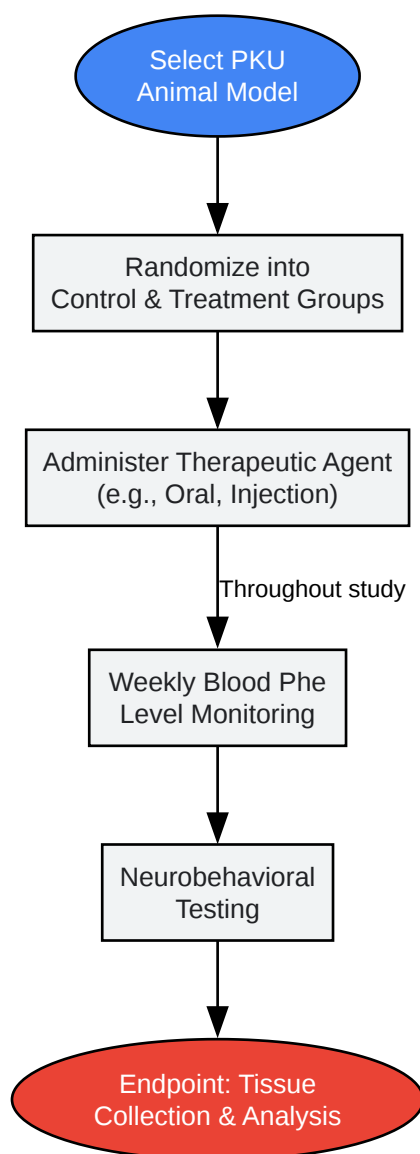 Select PKU
Animal Model
Randomize into
Control & Treatment Groups
Administer Therapeutic Agent
(e.g., Oral, Injection)
Throughout study
Weekly Blood Phe
Level Monitoring
Neurobehavioral
Testing
Endpoint: Tissue
Collection & Analysis